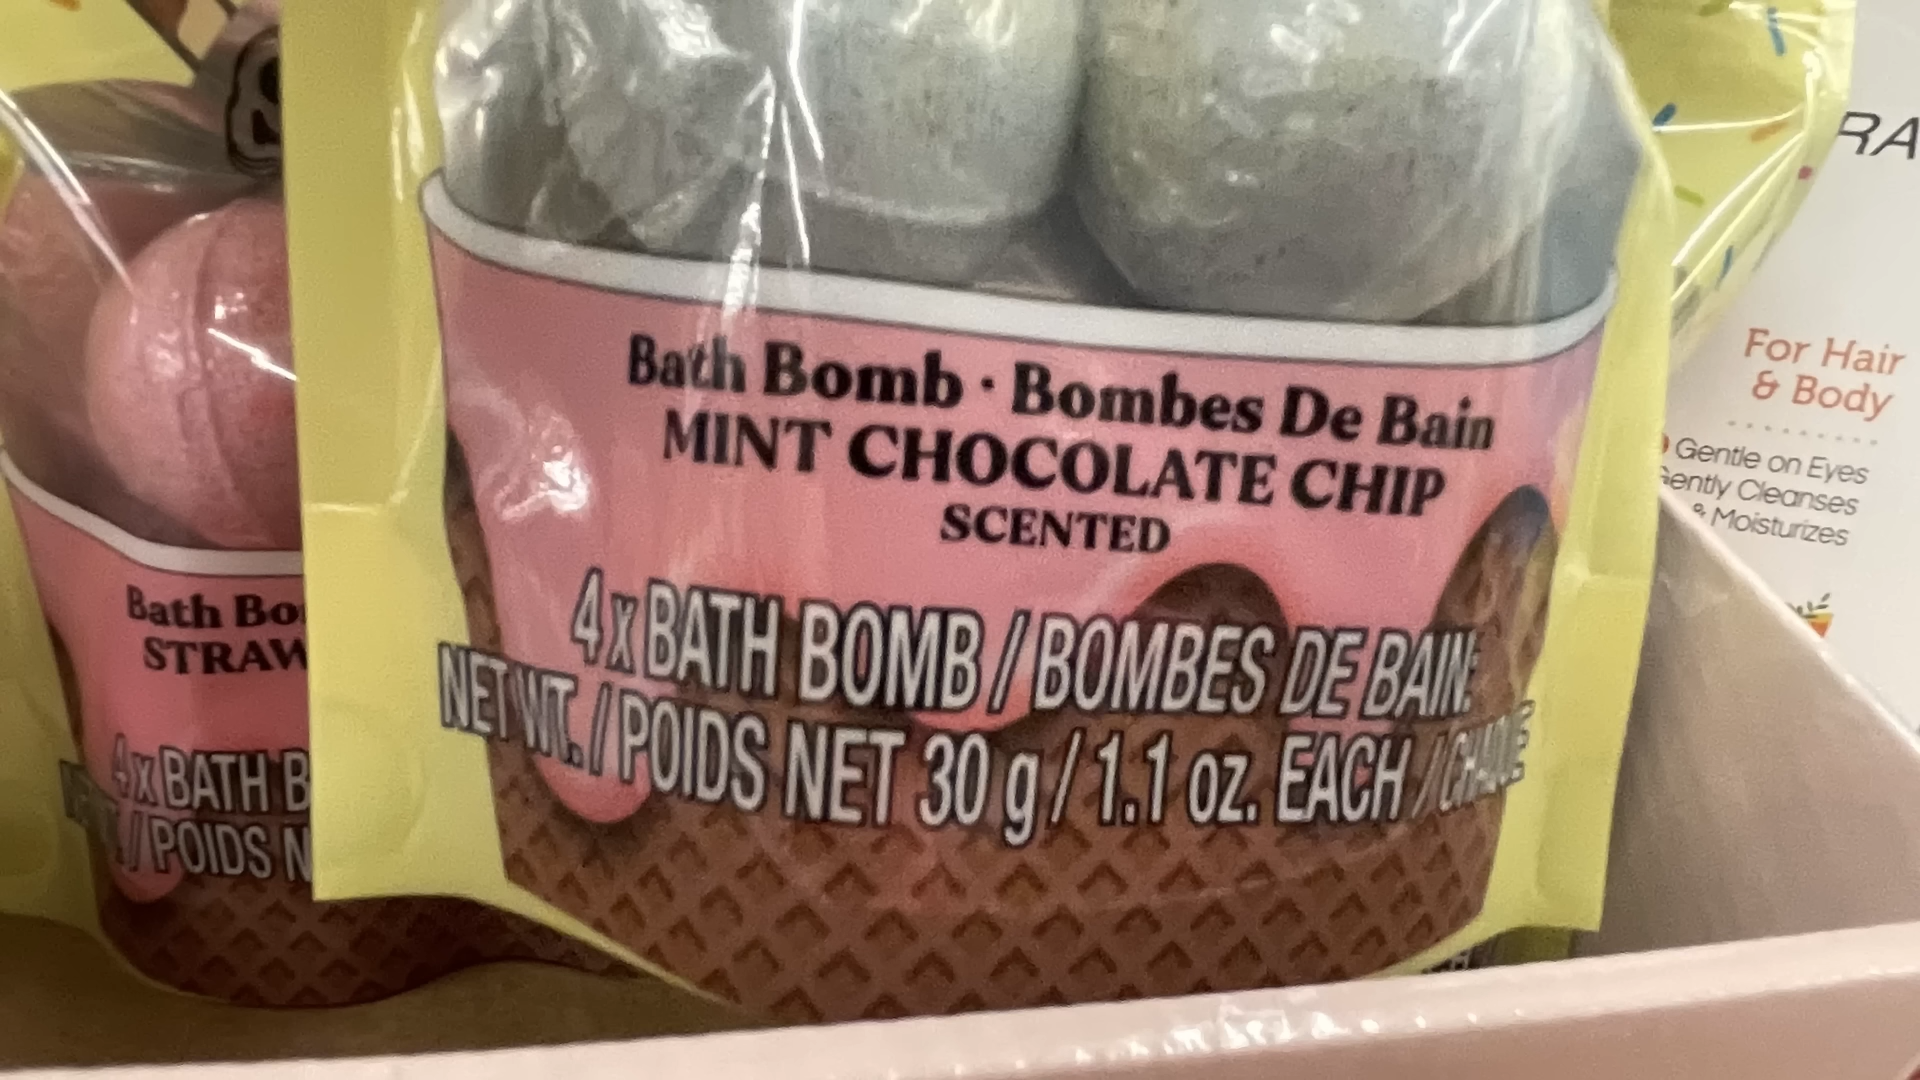 Bath Bomb · Bombes De Bain
MINT CHOCOLATE CHIP
SCENTED
4 x BATH BOMB / BOMBES DE BAIN:
NET WT. / POIDS NET 30 g / 1.1 oz. EACH / CHAQUE
Bath Bo
STRAW
4 x BATH B
/ POIDS N
RA
For Hair
& Body
Gentle on Eyes
Gently Cleanses
& Moisturizes